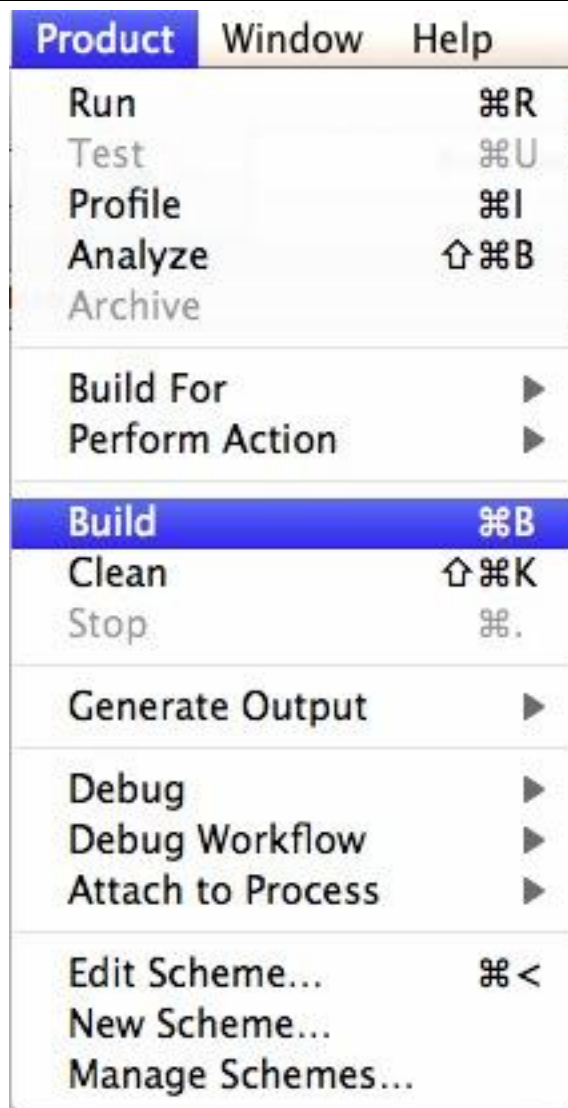 Product Window Help
Run ⌘R
Test ⌘U
Profile ⌘I
Analyze ⇧⌘B
Archive
Build For ▶
Perform Action ▶
Build ⌘B
Clean ⇧⌘K
Stop ⌘.
Generate Output ▶
Debug ▶
Debug Workflow ▶
Attach to Process ▶
Edit Scheme... ⌘<
New Scheme...
Manage Schemes...